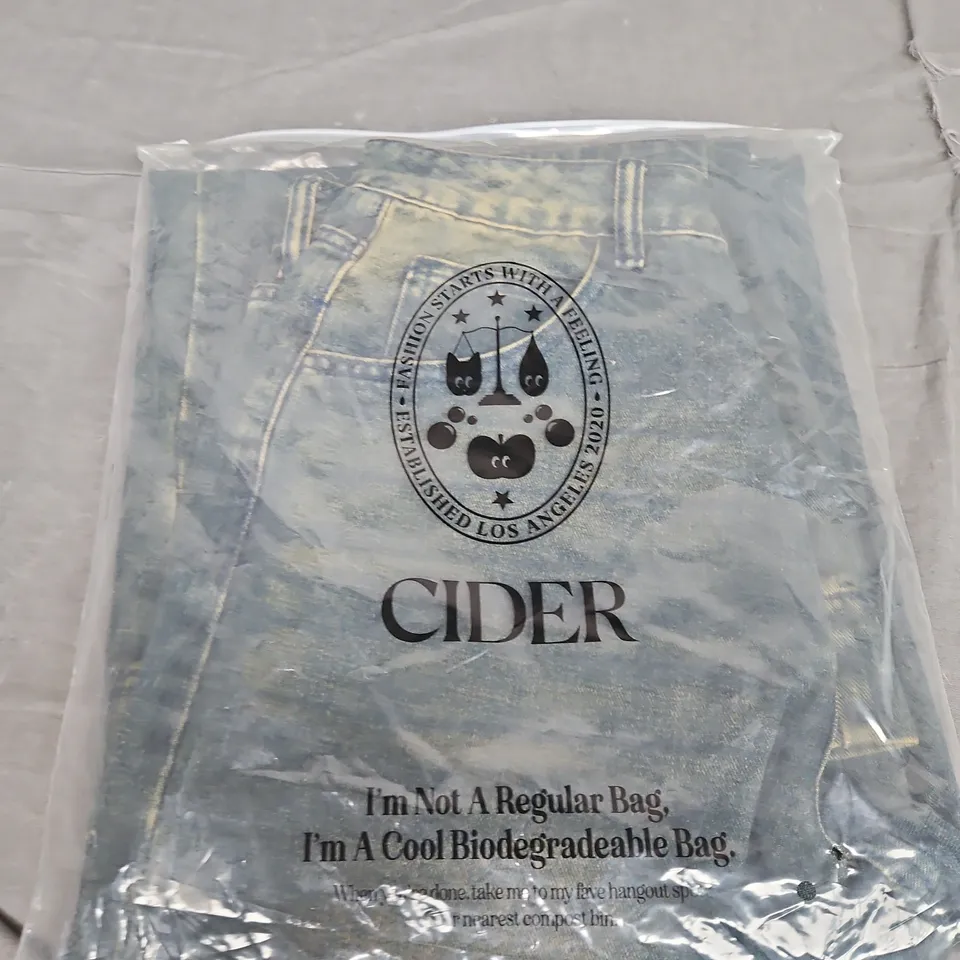 • FASHION STARTS WITH A FEELING •
ESTABLISHED LOS ANGELES 2020
CIDER
I'm Not A Regular Bag,
I'm A Cool Biodegradeable Bag.
done, take me to my fave hangout
nearest compost bin.